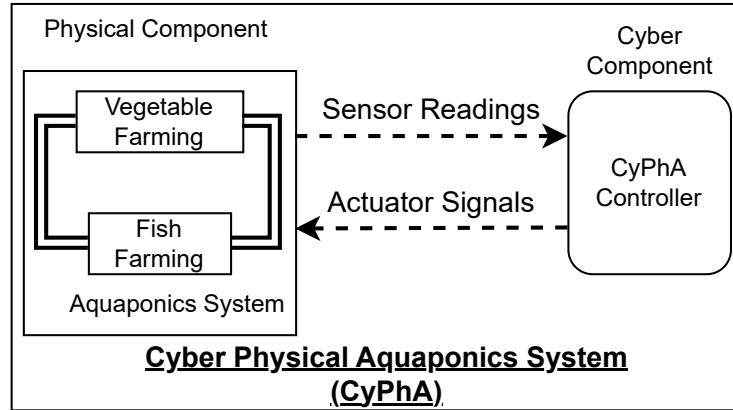 Physical Component
Cyber
Component
Vegetable
Farming
Sensor Readings
CyPhA
Controller
Actuator Signals
Fish
Farming
Aquaponics System
Cyber Physical Aquaponics System
(CyPhA)